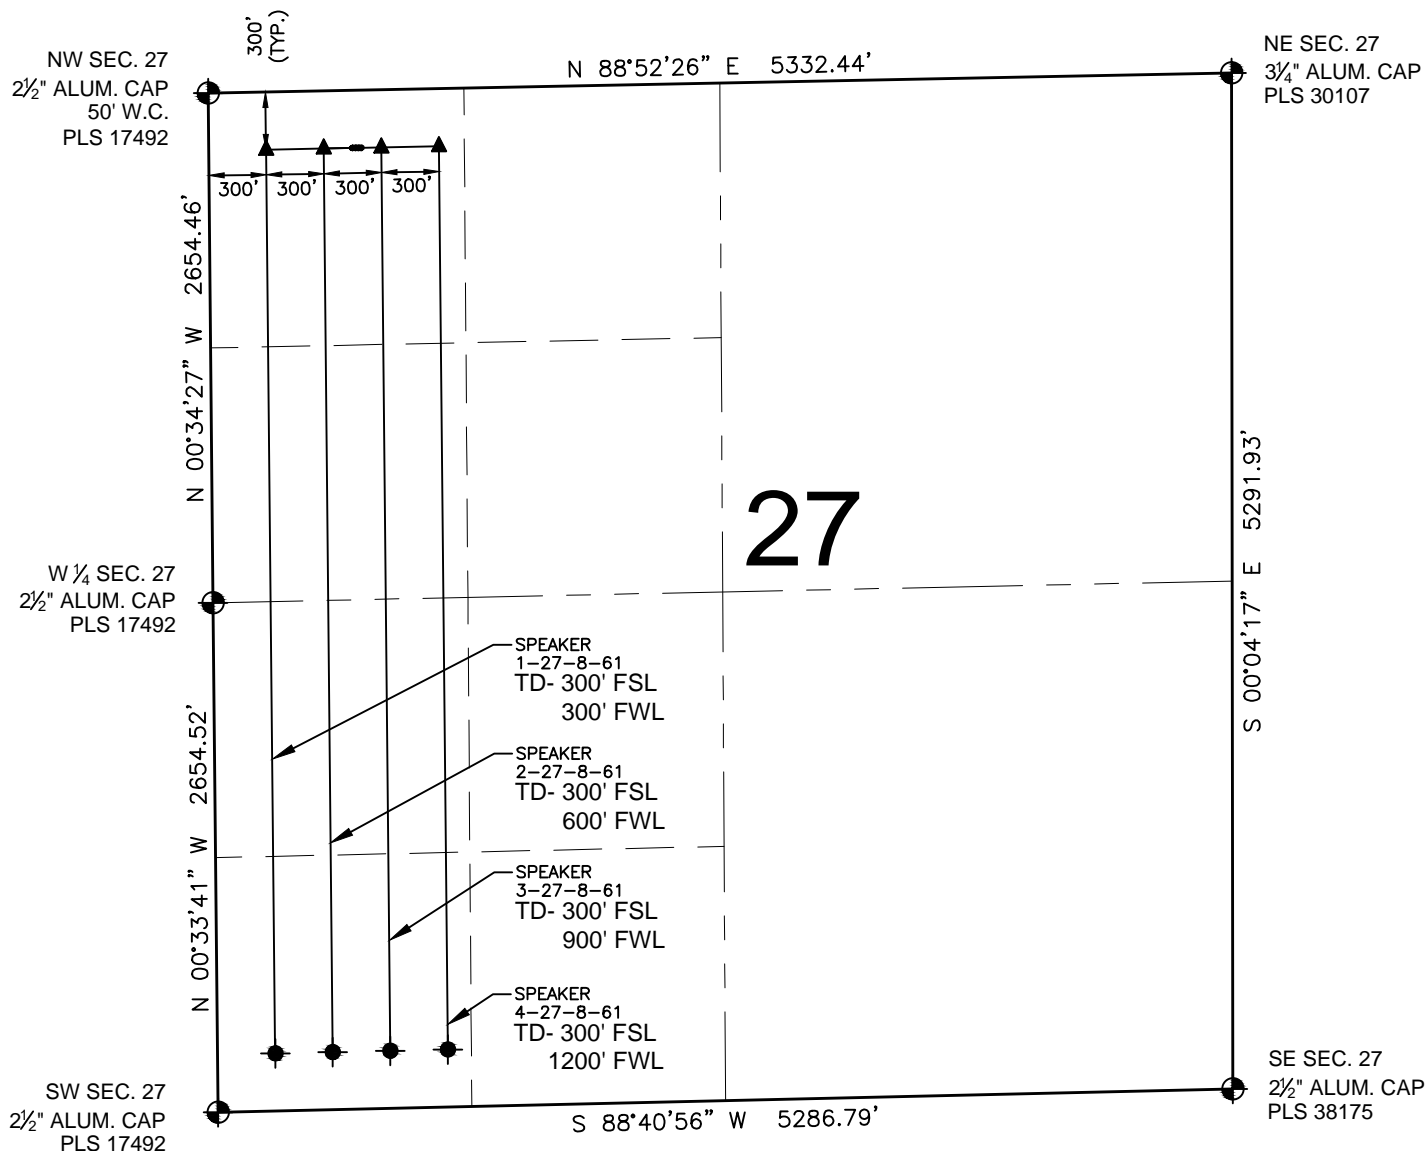 300'
(TYP.)
NW SEC. 27
2½" ALUM. CAP
50' W.C.
PLS 17492
N 88°52'26" E 5332.44'
NE SEC. 27
3¼" ALUM. CAP
PLS 30107
300'
300'
300'
300'
N 00°34'27" W 2654.46'
27
S 00°04'17" E 5291.93'
W ¼ SEC. 27
2½" ALUM. CAP
PLS 17492
SPEAKER
1-27-8-61
TD- 300' FSL
300' FWL
SPEAKER
2-27-8-61
TD- 300' FSL
600' FWL
N 00°33'41" W 2654.52'
SPEAKER
3-27-8-61
TD- 300' FSL
900' FWL
SPEAKER
4-27-8-61
TD- 300' FSL
1200' FWL
SW SEC. 27
2½" ALUM. CAP
PLS 17492
S 88°40'56" W 5286.79'
SE SEC. 27
2½" ALUM. CAP
PLS 38175